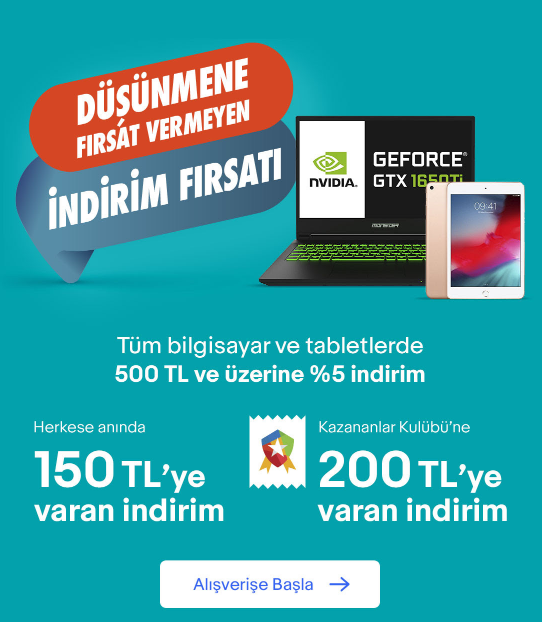 DÜŞÜNMENE
FIRSAT VERMEYEN
İNDİRİM FIRSATI
NVIDIA.
GEFORCE®
GTX 1650Ti
MONSTER
09:41
Tüm bilgisayar ve tabletlerde
500 TL ve üzerine %5 indirim
Herkese anında
150 TL’ye
varan indirim
Kazananlar Kulübü’ne
200 TL’ye
varan indirim
Alışverişe Başla